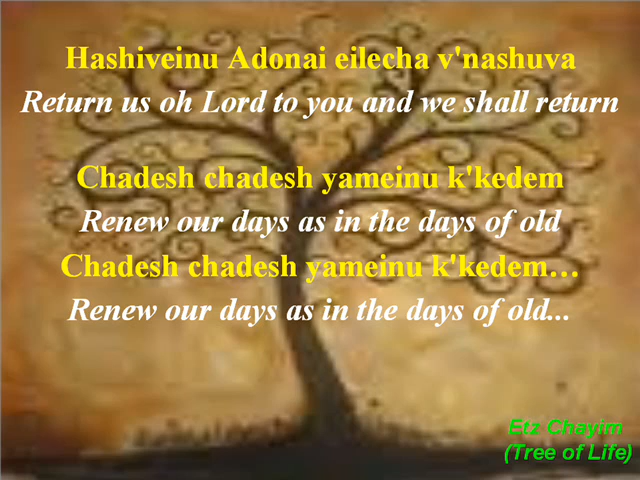 Hashiveinu Adonai eilecha v'nashuva
Return us oh Lord to you and we shall return
Chadesh chadesh yameinu k'kedem
Renew our days as in the days of old
Chadesh chadesh yameinu k'kedem…
Renew our days as in the days of old...
Etz Chayim
(Tree of Life)